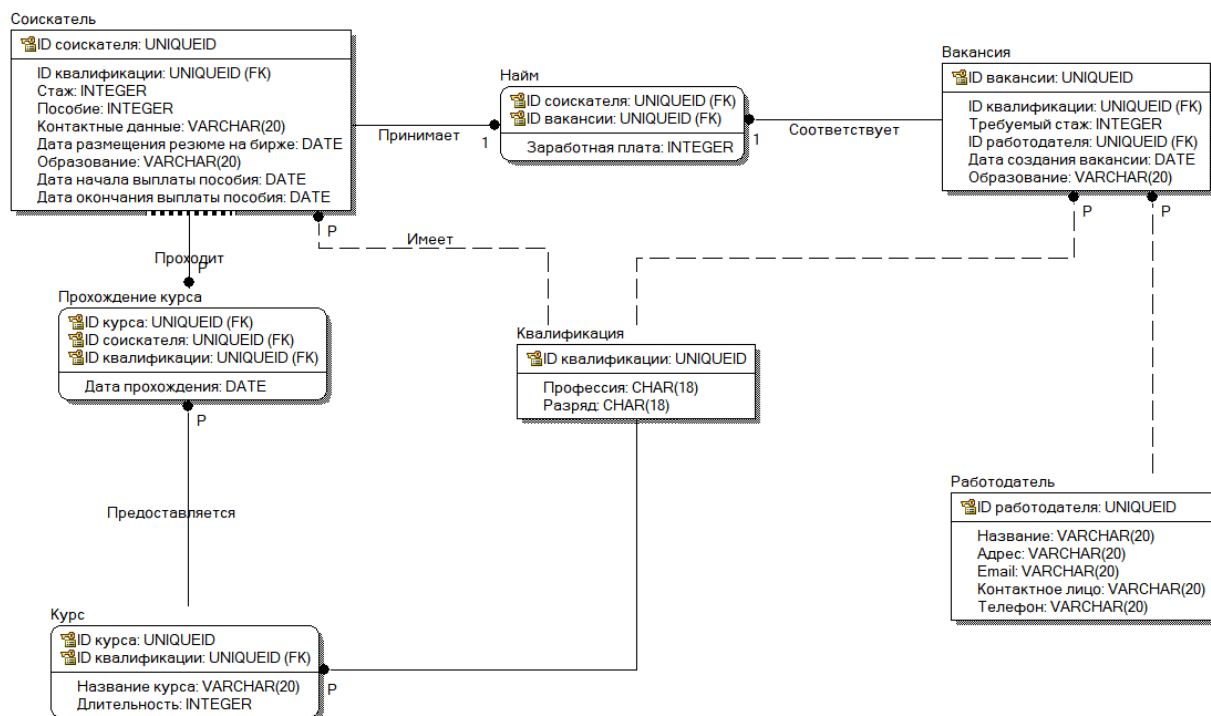 Соискатель
ID соискателя: UNIQUEID
ID квалификации: UNIQUEID (FK)
Стаж: INTEGER
Пособие: INTEGER
Контактные данные: VARCHAR(20)
Дата размещения резюме на бирже: DATE
Образование: VARCHAR(20)
Дата начала выплаты пособия: DATE
Дата окончания выплаты пособия: DATE
Принимает
1
Найм
ID соискателя: UNIQUEID (FK)
ID вакансии: UNIQUEID (FK)
Заработная плата: INTEGER
1
Соответствует
Вакансия
ID вакансии: UNIQUEID
ID квалификации: UNIQUEID (FK)
Требуемый стаж: INTEGER
ID работодателя: UNIQUEID (FK)
Дата создания вакансии: DATE
Образование: VARCHAR(20)
P
P
P
Имеет
Проходит
P
Прохождение курса
ID курса: UNIQUEID (FK)
ID соискателя: UNIQUEID (FK)
ID квалификации: UNIQUEID (FK)
Дата прохождения: DATE
P
Квалификация
ID квалификации: UNIQUEID
Профессия: CHAR(18)
Разряд: CHAR(18)
Предоставляется
Работодатель
ID работодателя: UNIQUEID
Название: VARCHAR(20)
Адрес: VARCHAR(20)
Email: VARCHAR(20)
Контактное лицо: VARCHAR(20)
Телефон: VARCHAR(20)
Курс
ID курса: UNIQUEID
ID квалификации: UNIQUEID (FK)
Название курса: VARCHAR(20)
Длительность: INTEGER
P